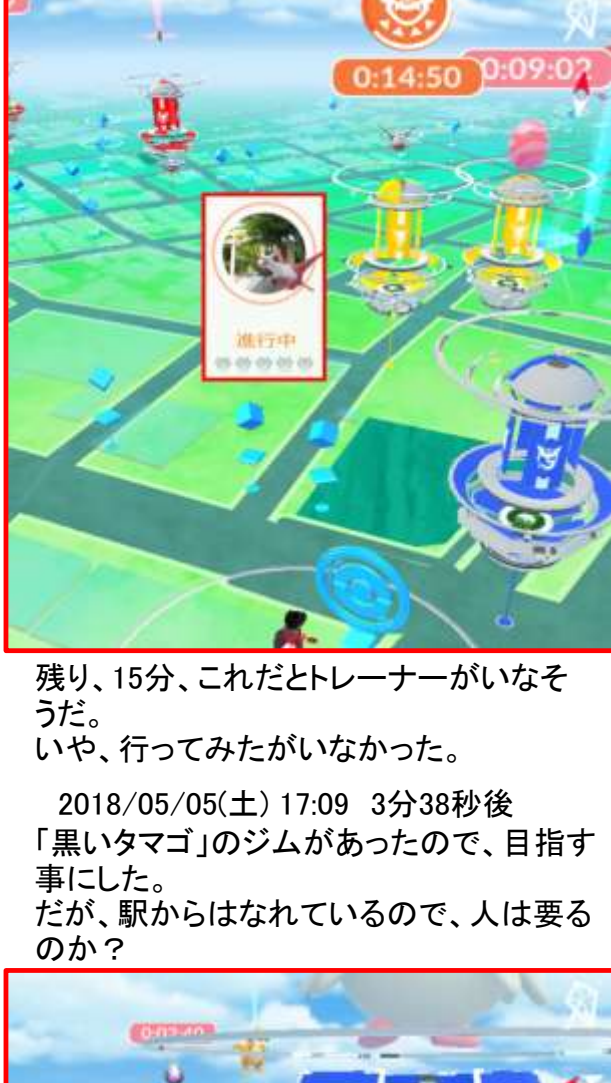 0:14:50
0:09:02
進行中
残り、15分、これだとトレーナーがいなそ
うだ。
いや、行ってみたがいなかった。
2018/05/05(土) 17:09 3分38秒後
「黒いタマゴ」のジムがあったので、目指す
事にした。
だが、駅からはなれているので、人は要る
のか？
0:02:40